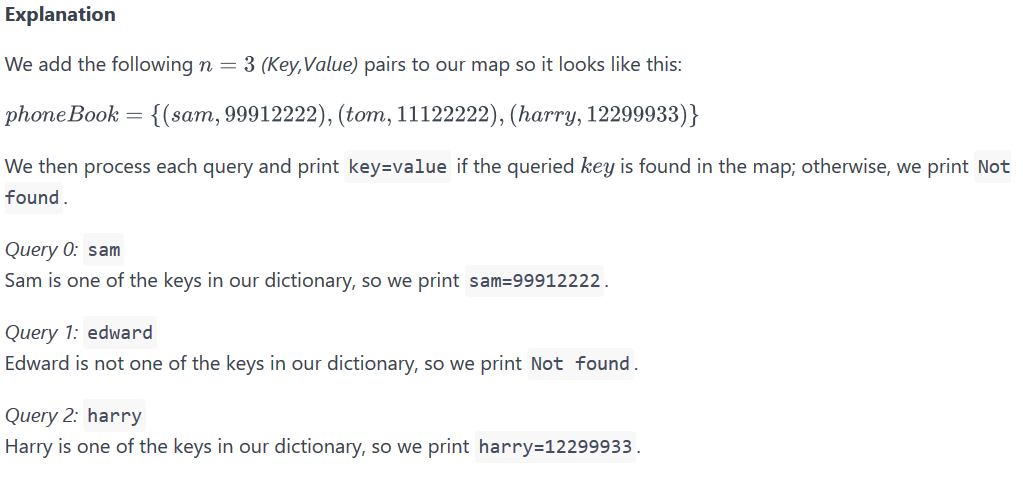 Explanation
We add the following n = 3 (Key,Value) pairs to our map so it looks like this:
phoneBook = {(sam, 99912222), (tom, 11122222), (harry, 12299933)}
We then process each query and print key=value if the queried key is found in the map; otherwise, we print Not
found.
Query 0: sam
Sam is one of the keys in our dictionary, so we print sam=99912222.
Query 1: edward
Edward is not one of the keys in our dictionary, so we print Not found.
Query 2: harry
Harry is one of the keys in our dictionary, so we print harry=12299933.